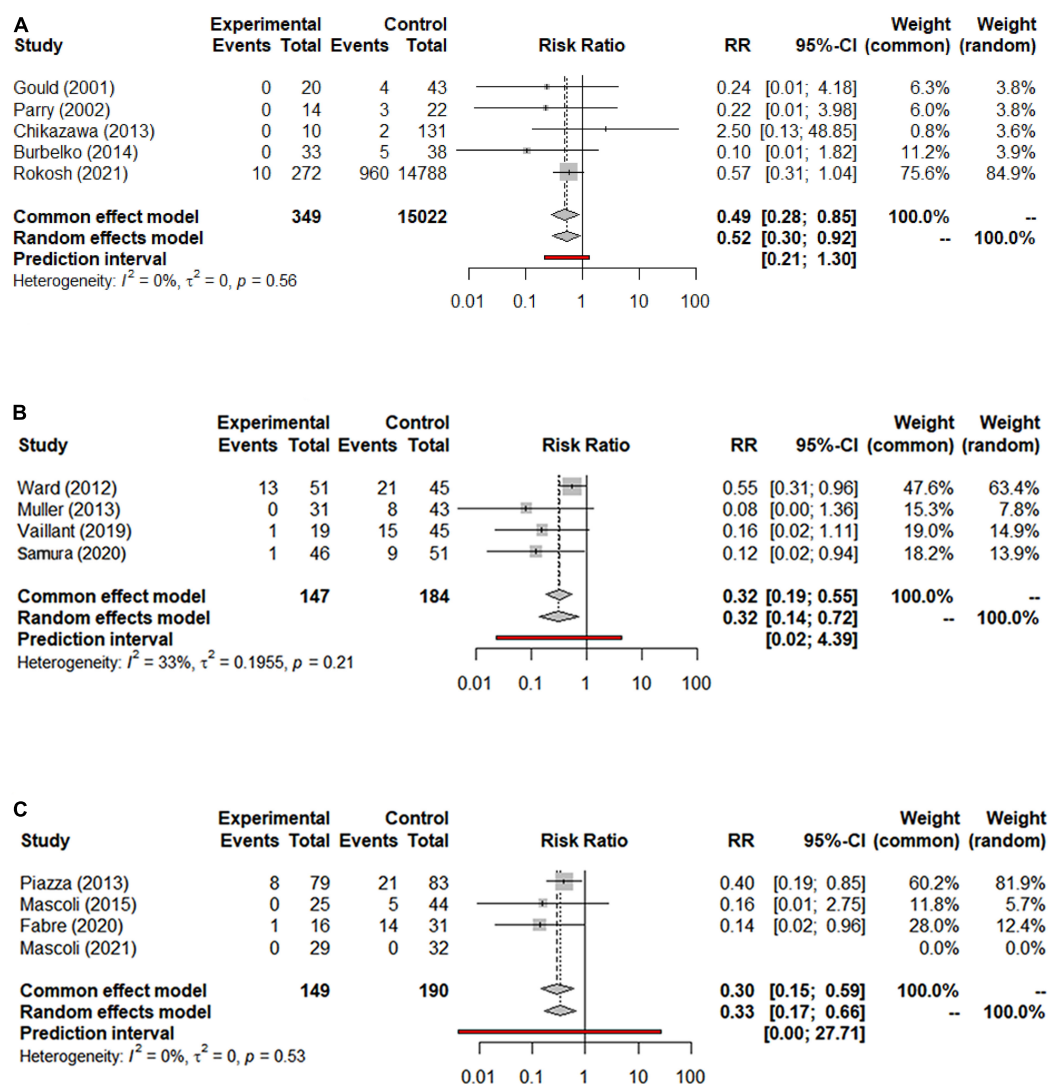 A
Experimental Control Weight Weight
Study Events Total Events Total Risk Ratio RR 95%-CI (common) (random)
Gould (2001) 0 20 4 43 0.24 [0.01; 4.18] 6.3% 3.8%
Parry (2002) 0 14 3 22 0.22 [0.01; 3.98] 6.0% 3.8%
Chikazawa (2013) 0 10 2 131 2.50 [0.13; 48.85] 0.8% 3.6%
Burbelko (2014) 0 33 5 38 0.10 [0.01; 1.82] 11.2% 3.9%
Rokosh (2021) 10 272 960 14788 0.57 [0.31; 1.04] 75.6% 84.9%
Common effect model 349 15022 0.49 [0.28; 0.85] 100.0% --
Random effects model 0.52 [0.30; 0.92] -- 100.0%
Prediction interval [0.21; 1.30]
Heterogeneity: I² = 0%, τ² = 0, p = 0.56
0.01 0.1 1 10 100
B
Experimental Control Weight Weight
Study Events Total Events Total Risk Ratio RR 95%-CI (common) (random)
Ward (2012) 13 51 21 45 0.55 [0.31; 0.96] 47.6% 63.4%
Muller (2013) 0 31 8 43 0.08 [0.00; 1.36] 15.3% 7.8%
Vaillant (2019) 1 19 15 45 0.16 [0.02; 1.11] 19.0% 14.9%
Samura (2020) 1 46 9 51 0.12 [0.02; 0.94] 18.2% 13.9%
Common effect model 147 184 0.32 [0.19; 0.55] 100.0% --
Random effects model 0.32 [0.14; 0.72] -- 100.0%
Prediction interval [0.02; 4.39]
Heterogeneity: I² = 33%, τ² = 0.1955, p = 0.21
0.01 0.1 1 10 100
C
Experimental Control Weight Weight
Study Events Total Events Total Risk Ratio RR 95%-CI (common) (random)
Piazza (2013) 8 79 21 83 0.40 [0.19; 0.85] 60.2% 81.9%
Mascoli (2015) 0 25 5 44 0.16 [0.01; 2.75] 11.8% 5.7%
Fabre (2020) 1 16 14 31 0.14 [0.02; 0.96] 28.0% 12.4%
Mascoli (2021) 0 29 0 32 0.0% 0.0%
Common effect model 149 190 0.30 [0.15; 0.59] 100.0% --
Random effects model 0.33 [0.17; 0.66] -- 100.0%
Prediction interval [0.00; 27.71]
Heterogeneity: I² = 0%, τ² = 0, p = 0.53
0.01 0.1 1 10 100